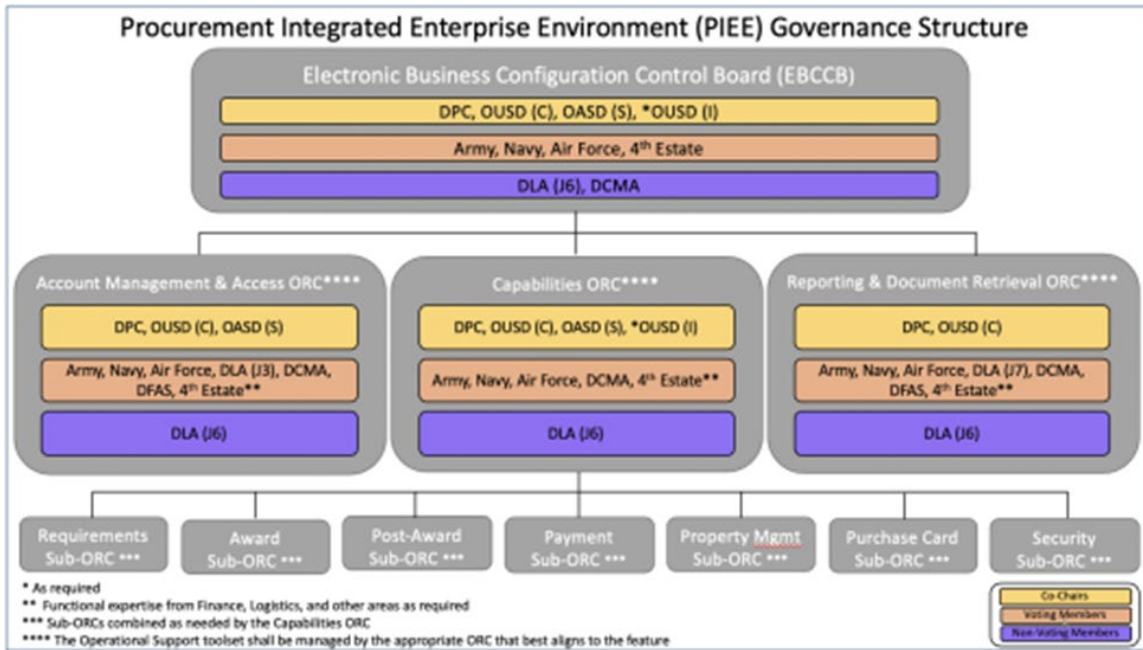 Procurement Integrated Enterprise Environment (PIEE) Governance Structure
Electronic Business Configuration Control Board (EBCCB)
DPC, OUSD (C), OASD (S), *OUSD (I)
Army, Navy, Air Force, 4th Estate
DLA (J6), DCMA
Account Management & Access ORC****
DPC, OUSD (C), OASD (S)
Army, Navy, Air Force, DLA (J3), DCMA,
DFAS, 4th Estate**
DLA (J6)
Capabilities ORC****
DPC, OUSD (C), OASD (S), *OUSD (I)
Army, Navy, Air Force, DCMA, 4th Estate**
DLA (J6)
Reporting & Document Retrieval ORC****
DPC, OUSD (C)
Army, Navy, Air Force, DLA (J7), DCMA,
DFAS, 4th Estate**
DLA (J6)
Requirements
Sub-ORC ***
Award
Sub-ORC ***
Post-Award
Sub-ORC ***
Payment
Sub-ORC ***
Property Mgmt
Sub-ORC ***
Purchase Card
Sub-ORC ***
Security
Sub-ORC ***
* As required
** Functional expertise from Finance, Logistics, and other areas as required
*** Sub-ORCs combined as needed by the Capabilities ORC
**** The Operational Support toolset shall be managed by the appropriate ORC that best aligns to the feature
Co-Chairs
Voting Members
Non-Voting Members